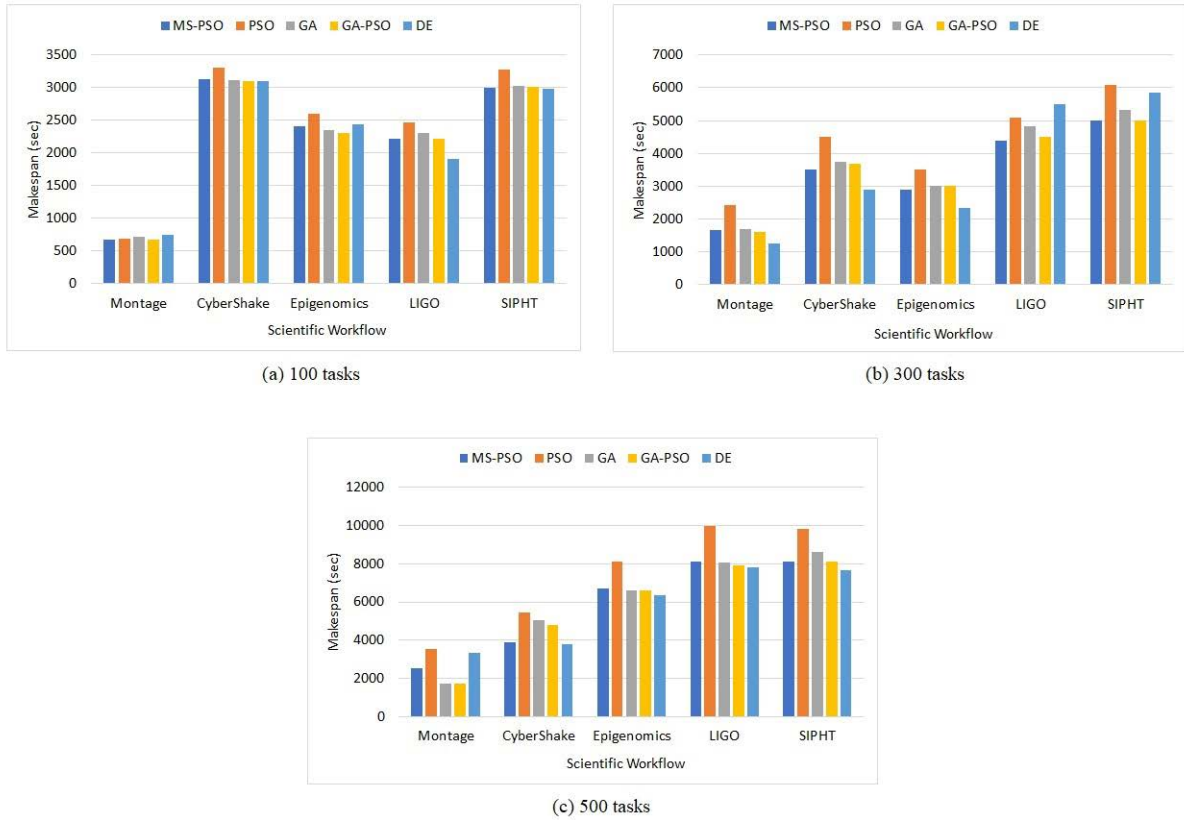 MS-PSO PSO GA GA-PSO DE
3500
3000
2500
2000
1500
1000
500
0
Makespan (sec)
Montage CyberShake Epigenomics LIGO SIPHT
Scientific Workflow
(a) 100 tasks
MS-PSO PSO GA GA-PSO DE
7000
6000
5000
4000
3000
2000
1000
0
Makespan (sec)
Montage CyberShake Epigenomics LIGO SIPHT
Scientific Workflow
(b) 300 tasks
MS-PSO PSO GA GA-PSO DE
12000
10000
8000
6000
4000
2000
0
Makespan (sec)
Montage CyberShake Epigenomics LIGO SIPHT
Scientific Workflow
(c) 500 tasks